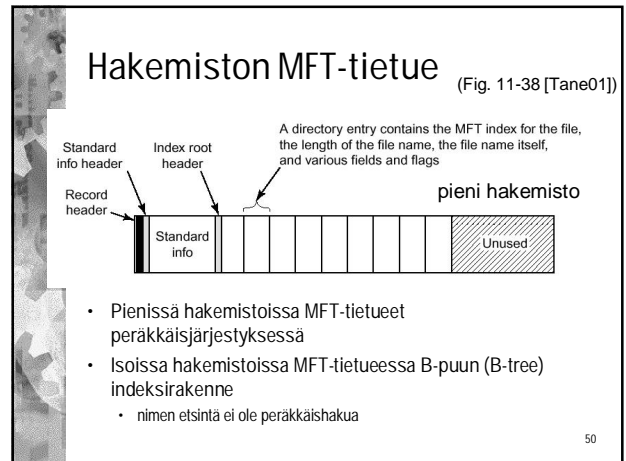 Hakemiston MFT-tietue
(Fig. 11-38 [Tane01])
A directory entry contains the MFT index for the file,
the length of the file name, the file name itself,
and various fields and flags
Standard
info header
Index root
header
Record
header
pieni hakemisto
Standard
info
Unused
• Pienissä hakemistoissa MFT-tietueet
peräkkäisjärjestyksessä
• Isoissa hakemistoissa MFT-tietueessa B-puun (B-tree)
indeksirakenne
• nimen etsintä ei ole peräkkäishakua
50